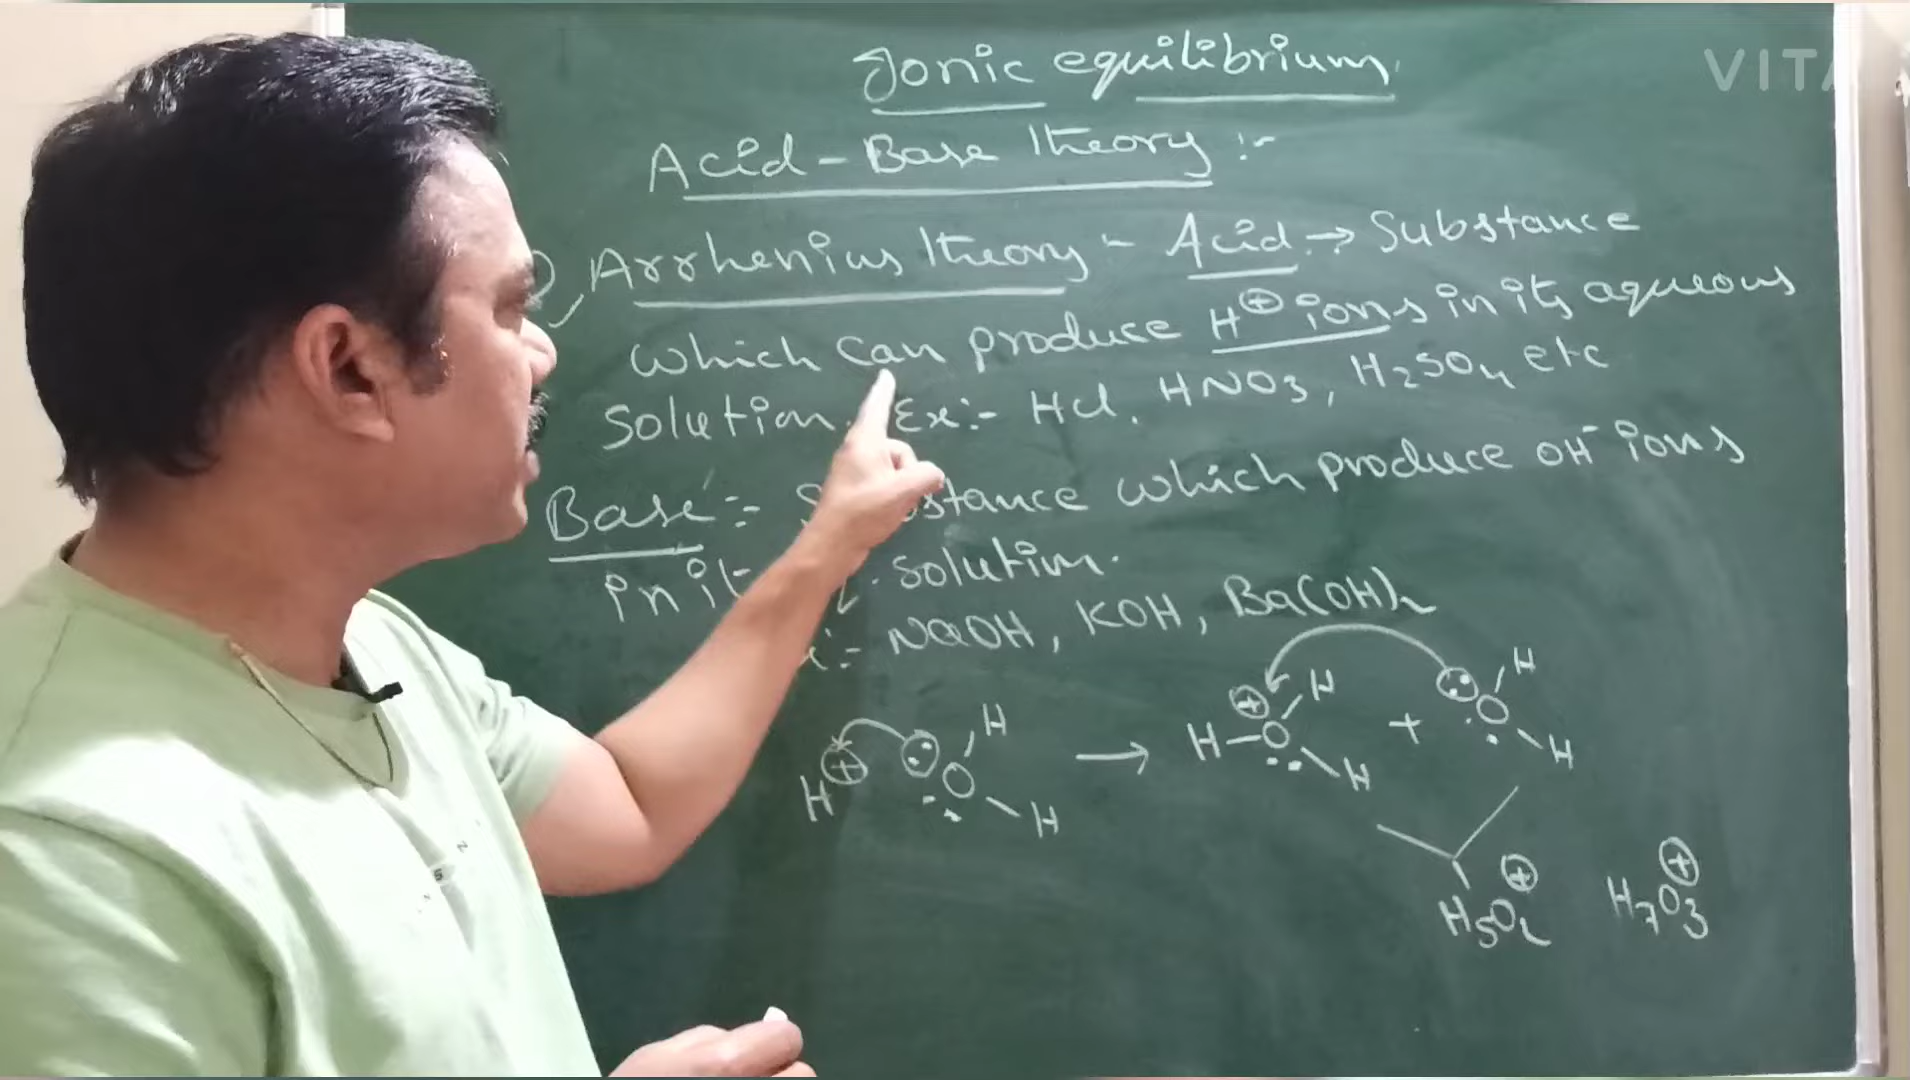 Ionic equilibrium
VITA
Acid-Base theory :-
Arrhenius theory - Acid → Substance
which can produce H⊕ ions in its aqueous
solution. Ex:- HCl, HNO3, H2SO4 etc
Base :- Substance which produce OH- ions
in solution.
:- NaOH, KOH, Ba(OH)2
H⊕ : O H H → H-O⊕ H H + : O H H
H5O2⊕ H7O3⊕